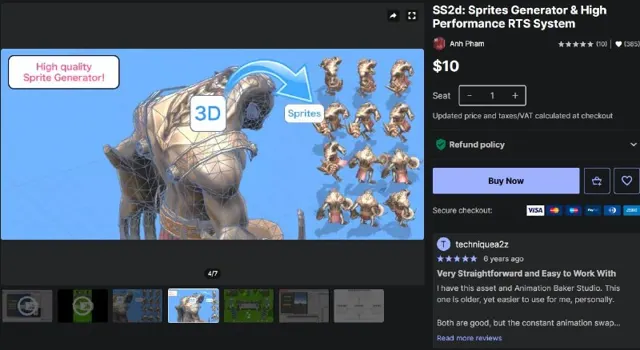 SS2d: Sprites Generator & High
Performance RTS System
Anh Pham
(10) | (385)
$10
Seat
- 1 +
Updated price and taxes/VAT calculated at checkout
Refund policy
Buy Now
Secure checkout:
VISA
High quality
Sprite Generator!
3D
Sprites
4/7
T techniquea2z
6 years ago
Very Straightforward and Easy to Work With
I have this asset and Animation Baker Studio. This
one is older, yet easier to use for me, personally.
Both are good, but the constant animation swap...
Read more reviews